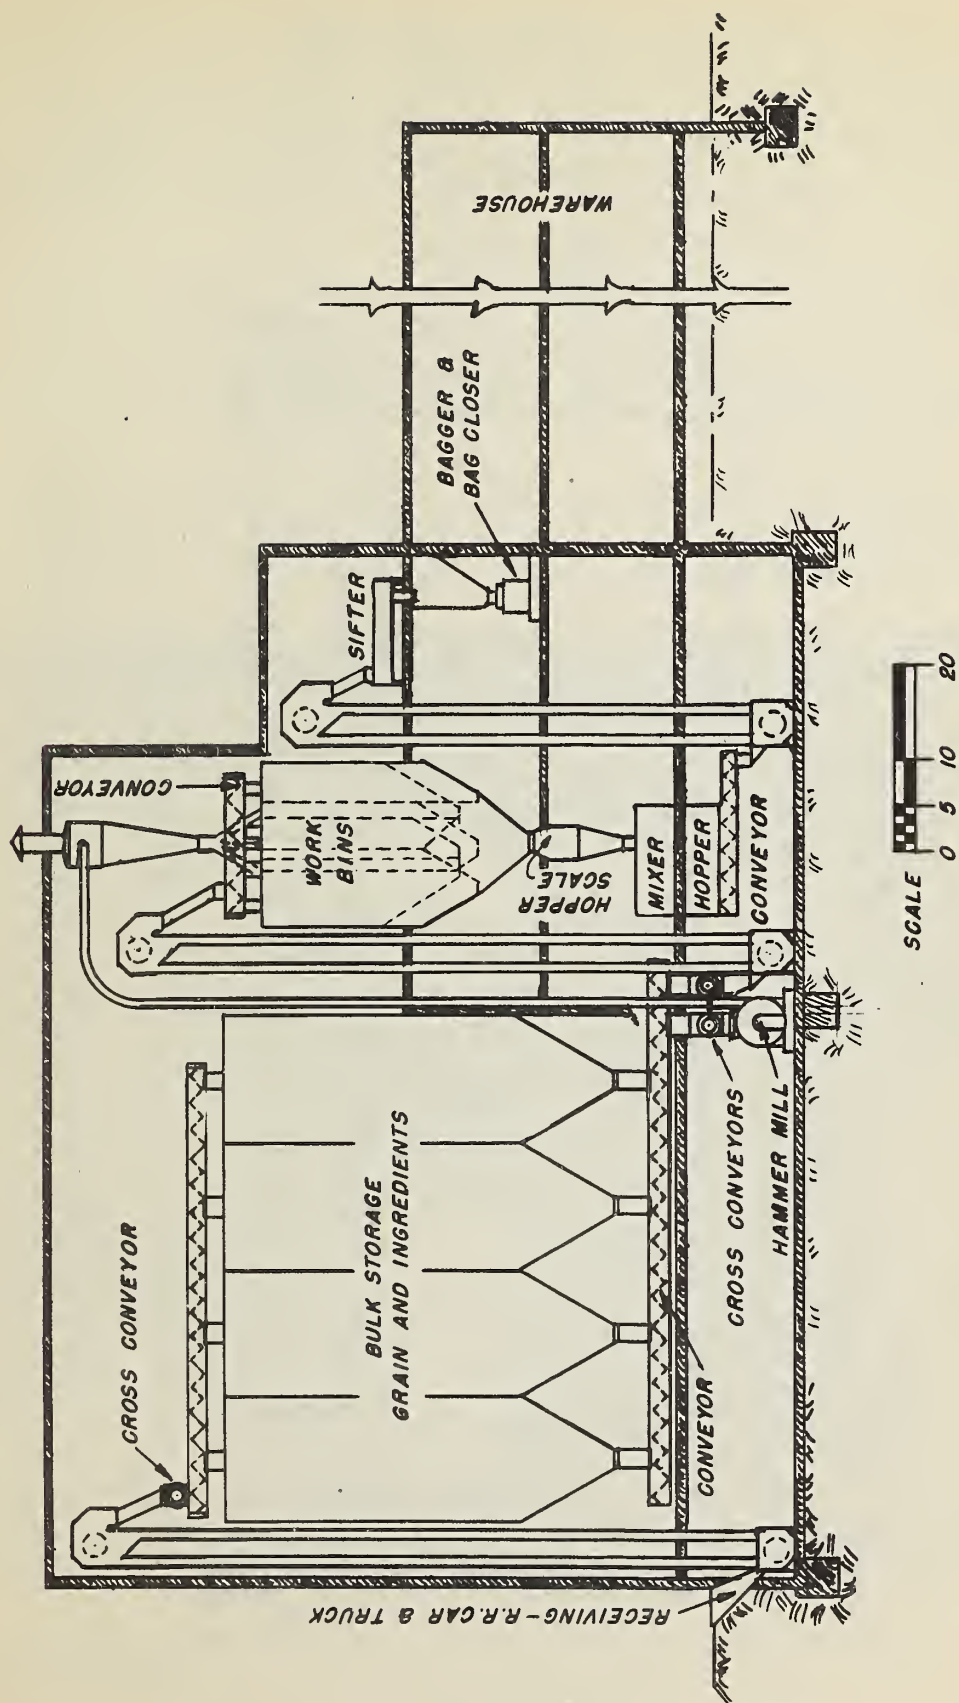 WAREHOUSE
BAGGER &
BAG CLOSER
SIFTER
CONVEYOR
WORK
BINS
HOPPER
SCALE
MIXER
HOPPER
CONVEYOR
CROSS CONVEYOR
BULK STORAGE
GRAIN AND INGREDIENTS
CONVEYOR
CROSS CONVEYORS
HAMMER MILL
RECEIVING-R.R.CAR & TRUCK
SCALE
0 5 10 20